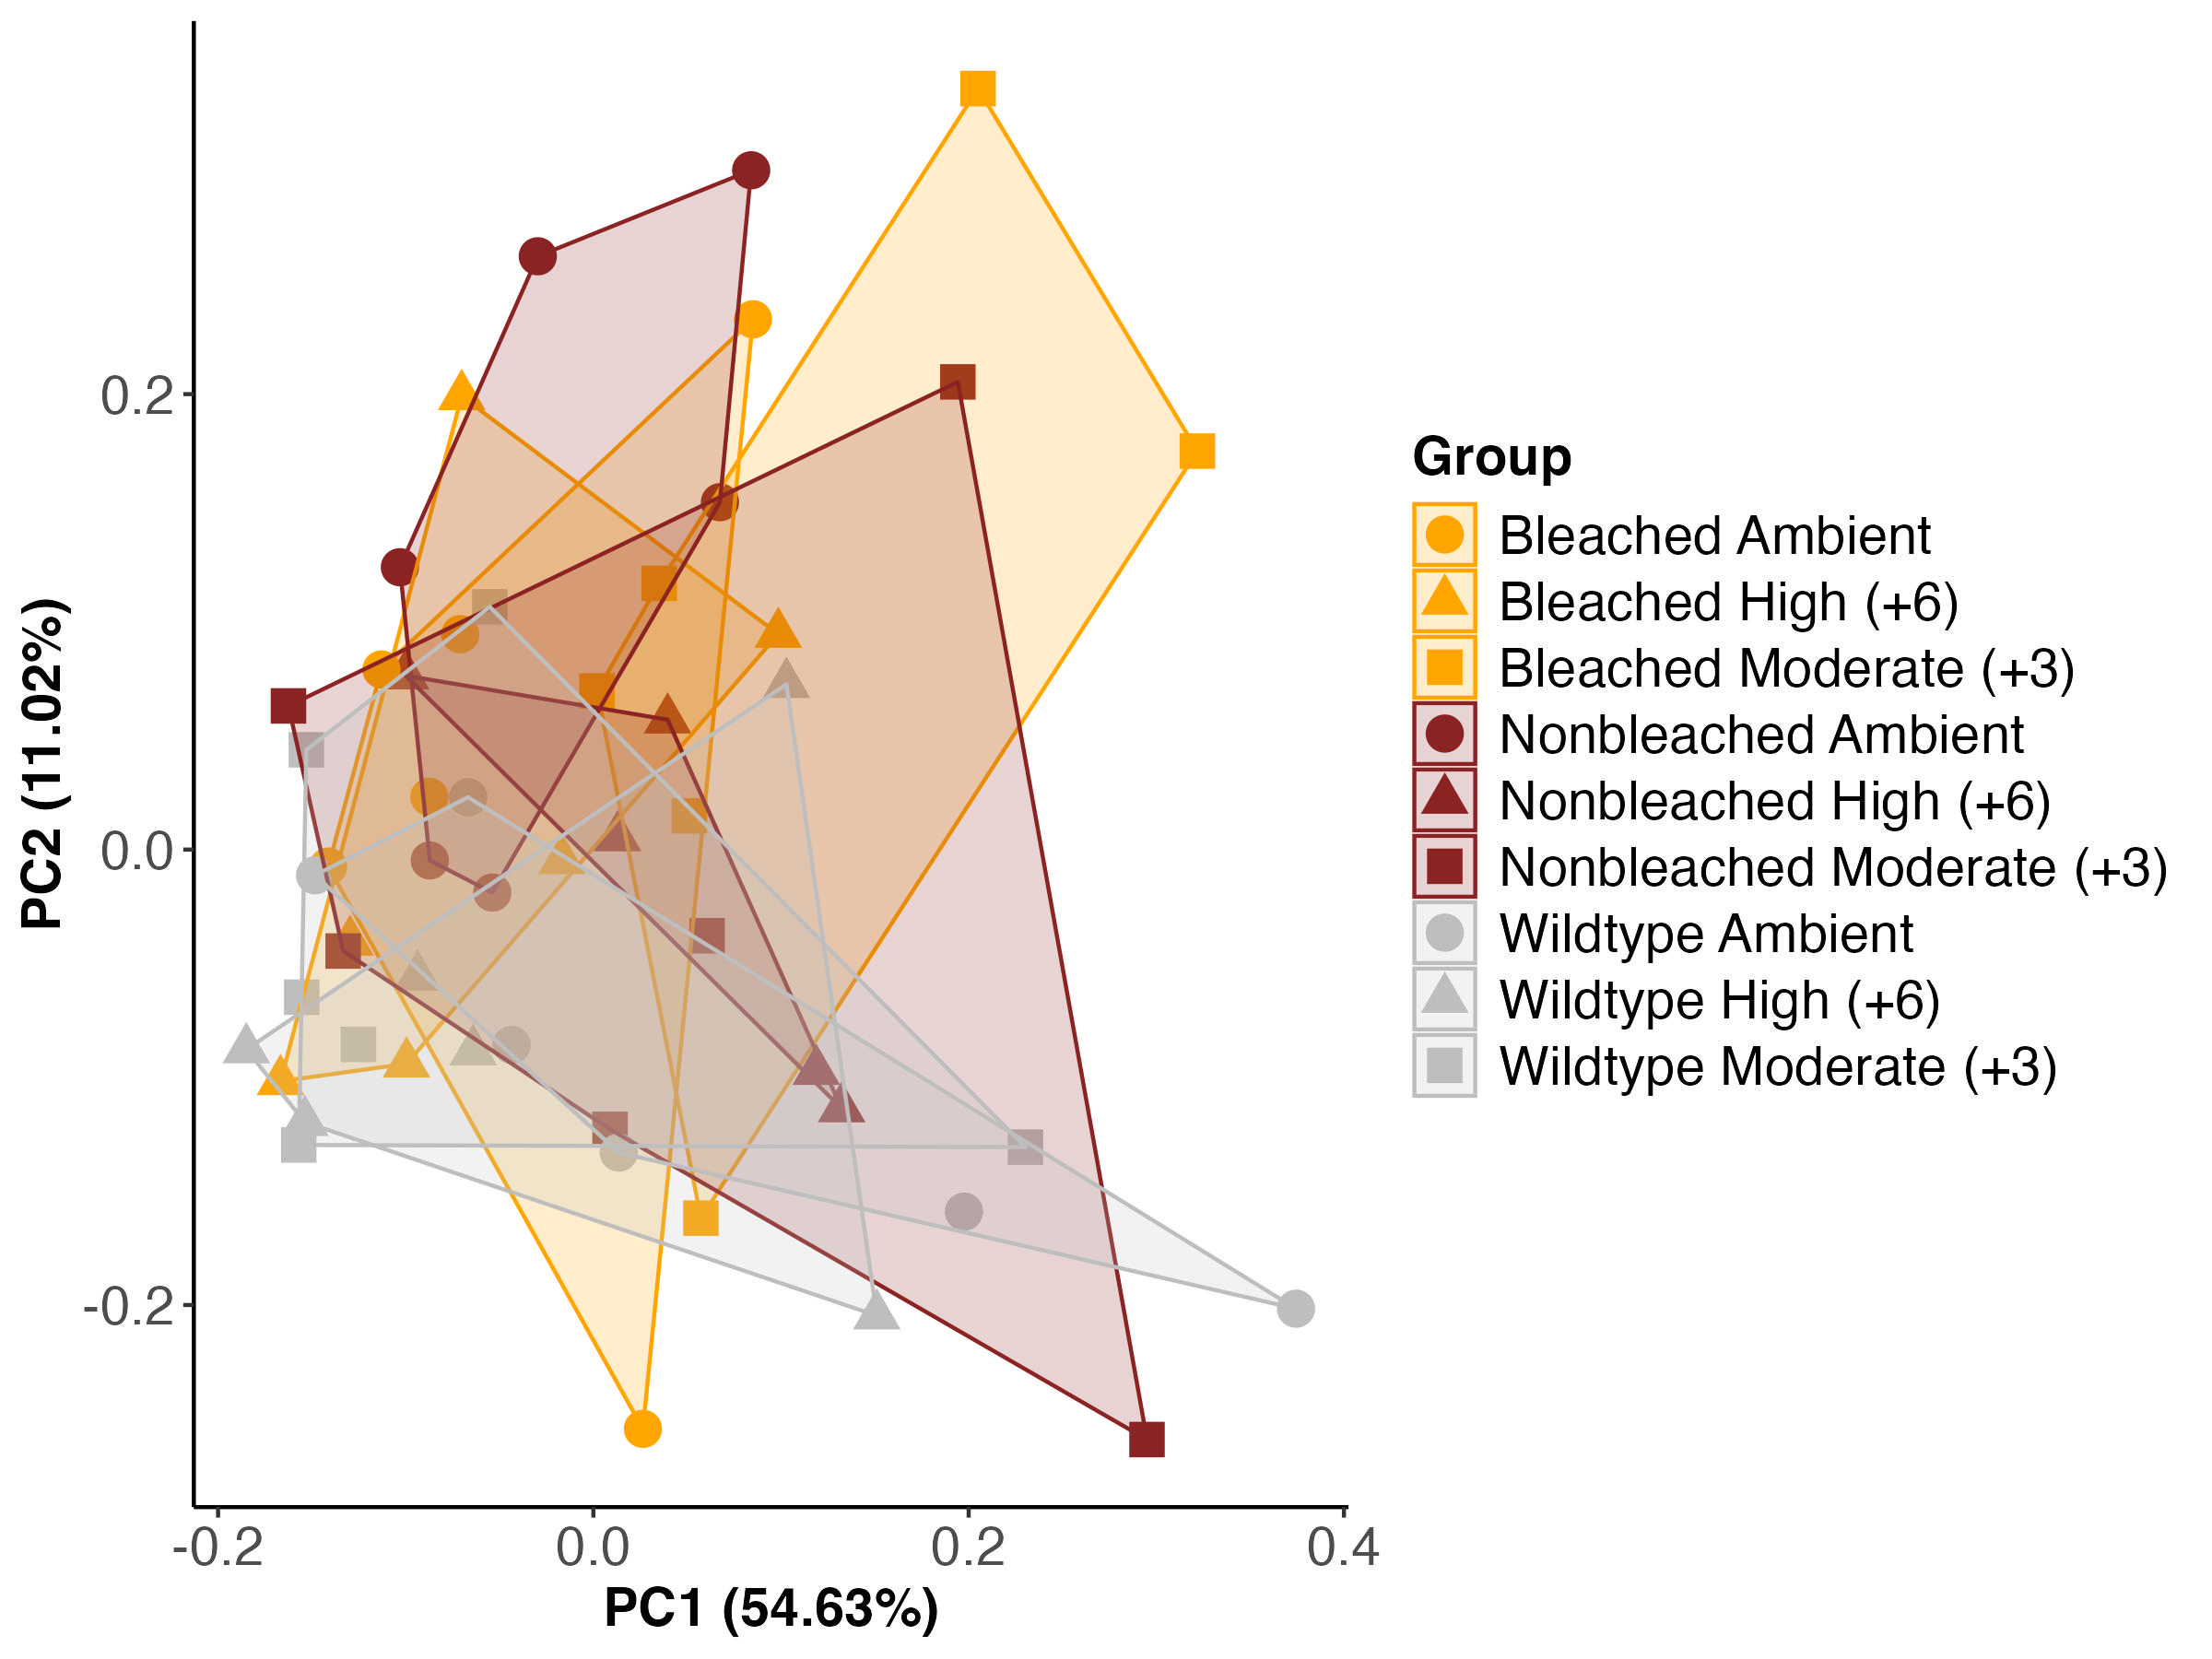 PC2 (11.02%)
0.2
0.0
-0.2
-0.2
0.0
0.2
0.4
PC1 (54.63%)
Group
Bleached Ambient
Bleached High (+6)
Bleached Moderate (+3)
Nonbleached Ambient
Nonbleached High (+6)
Nonbleached Moderate (+3)
Wildtype Ambient
Wildtype High (+6)
Wildtype Moderate (+3)